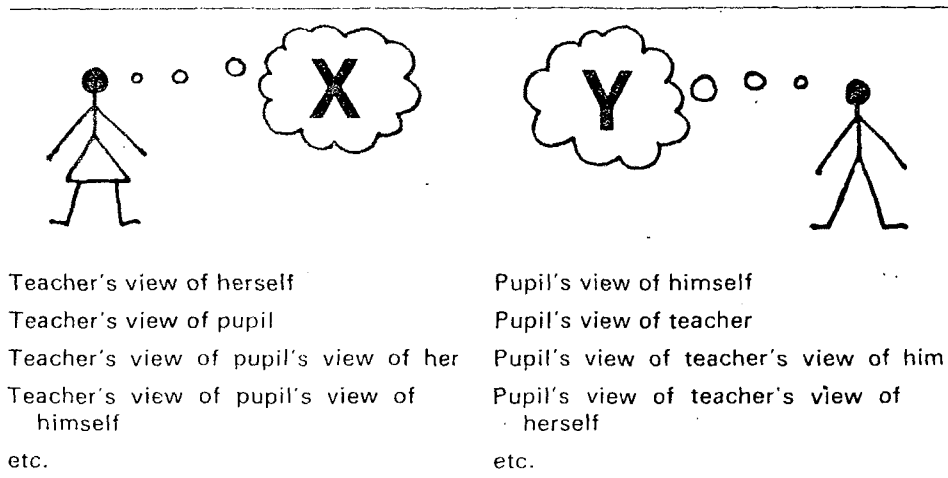 X
Y
Teacher's view of herself
Teacher's view of pupil
Teacher's view of pupil's view of her
Teacher's view of pupil's view of
himself
etc.
Pupil's view of himself
Pupil's view of teacher
Pupil's view of teacher's view of him
Pupil's view of teacher's view of
herself
etc.